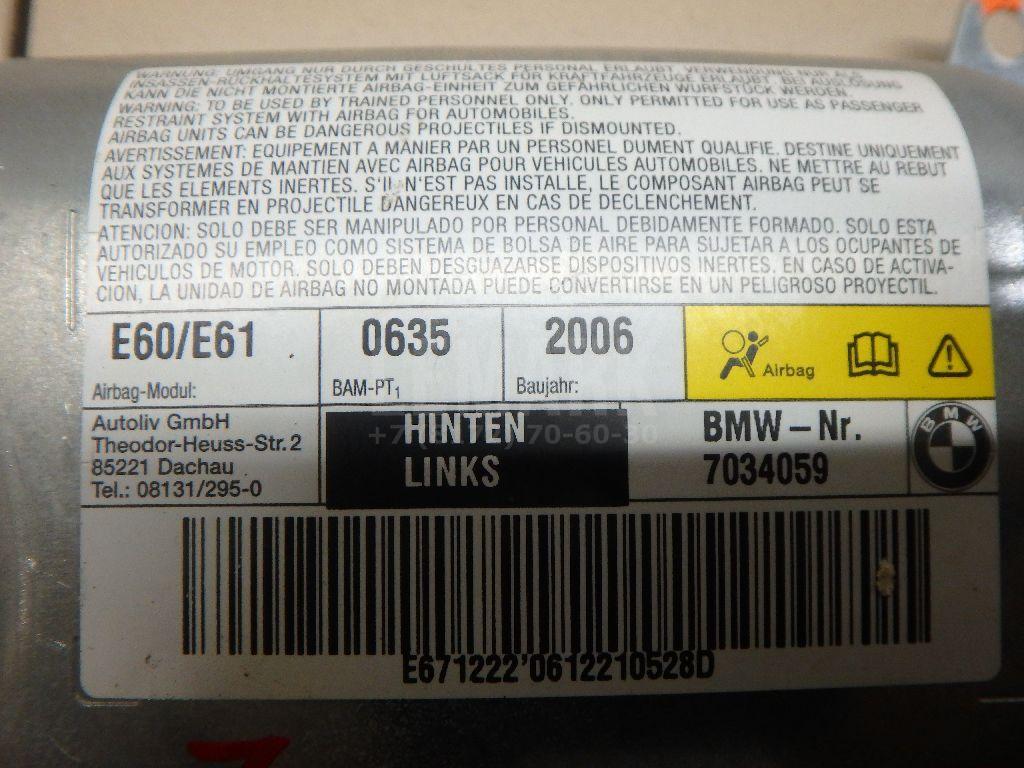 WARNUNG: UMGANG NUR DURCH GESCHULTES PERSONAL ERLAUBT. VERWENDUNG NUR ALS
INSASSEN-RÜCKHALTESYSTEM MIT LUFTSACK FÜR KRAFTFAHRZEUGE ERLAUBT. BEI AUSLÖSUNG
KANN DIE NICHT MONTIERTE AIRBAG-EINHEIT ZUM GEFÄHRLICHEN WURFSTÜCK WERDEN.
WARNING: TO BE USED BY TRAINED PERSONNEL ONLY. ONLY PERMITTED FOR USE AS PASSENGER
RESTRAINT SYSTEM WITH AIRBAG FOR AUTOMOBILES.
AIRBAG UNITS CAN BE DANGEROUS PROJECTILES IF DISMOUNTED.
AVERTISSEMENT: EQUIPEMENT A MANIER PAR UN PERSONEL DUMENT QUALIFIE. DESTINE UNIQUEMENT
AUX SYSTEMES DE MANTIEN AVEC AIRBAG POUR VEHICULES AUTOMOBILES. NE METTRE AU REBUT
QUE LES ELEMENTS INERTES. S'IL N'EST PAS INSTALLE, LE COMPOSANT AIRBAG PEUT SE
TRANSFORMER EN PROJECTILE DANGEREUX EN CAS DE DECLENCHEMENT.
ATENCION: SOLO DEBE SER MANIPULADO POR PERSONAL DEBIDAMENTE FORMADO. SOLO ESTA
AUTORIZADO SU EMPLEO COMO SISTEMA DE BOLSA DE AIRE PARA SUJETAR A LOS OCUPANTES DE
VEHICULOS DE MOTOR. SOLO DEBEN DESGUAZARSE DISPOSITIVOS INERTES. EN CASO DE ACTIVA-
CION, LA UNIDAD DE AIRBAG NO MONTADA PUEDE CONVERTIRSE EN UN PELIGROSO PROYECTIL.
E60/E61
Airbag-Modul:
0635
BAM-PT1
2006
Baujahr:
Airbag
Autoliv GmbH
Theodor-Heuss-Str. 2
85221 Dachau
Tel.: 08131/295-0
HINTEN
LINKS
BMW – Nr.
7034059
BMW
E671222'0612210528D